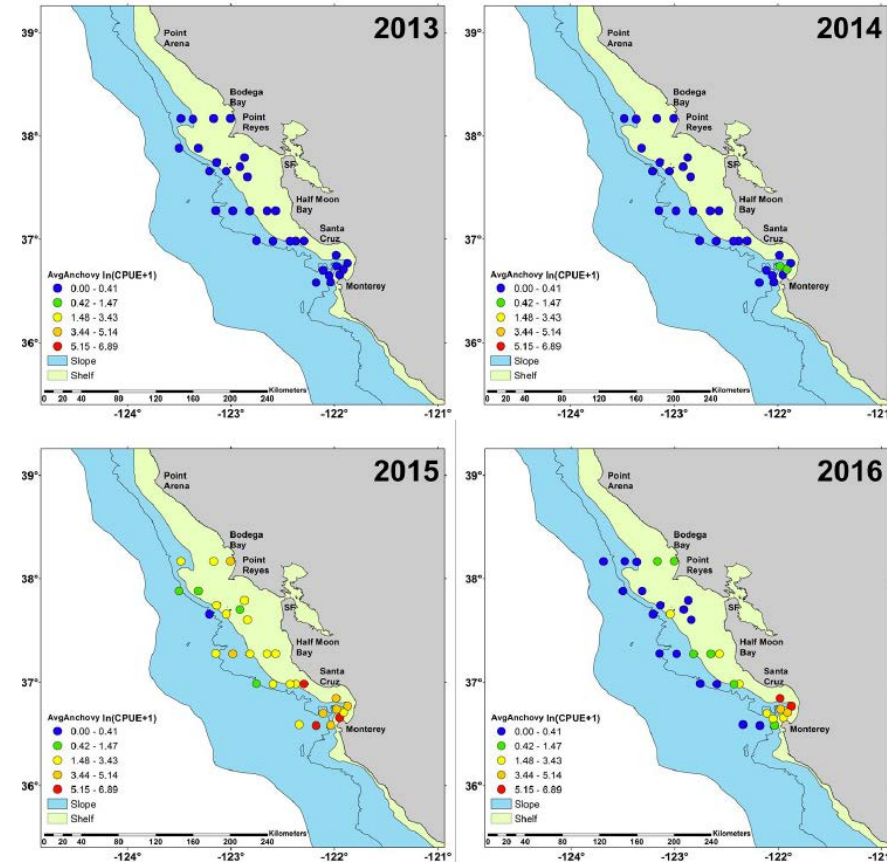 2013
39°
38°
37°
36°
Point
Arena
Bodega
Bay
Point
Reyes
SF
Half Moon
Bay
Santa
Cruz
Monterey
AvgAnchovy ln(CPUE+1)
0.00 - 0.41
0.42 - 1.47
1.48 - 3.43
3.44 - 5.14
5.15 - 6.89
Slope
Shelf
Kilometers
0 20 40 80 120 160 200 240
-124° -123° -122° -121°
2014
39°
38°
37°
36°
Point
Arena
Bodega
Bay
Point
Reyes
SF
Half Moon
Bay
Santa
Cruz
Monterey
AvgAnchovy ln(CPUE+1)
0.00 - 0.41
0.42 - 1.47
1.48 - 3.43
3.44 - 5.14
5.15 - 6.89
Slope
Shelf
Kilometers
0 20 40 80 120 160 200 240
-124° -123° -122° -121°
2015
39°
38°
37°
36°
Point
Arena
Bodega
Bay
Point
Reyes
SF
Half Moon
Bay
Santa
Cruz
Monterey
AvgAnchovy ln(CPUE+1)
0.00 - 0.41
0.42 - 1.47
1.48 - 3.43
3.44 - 5.14
5.15 - 6.89
Slope
Shelf
Kilometers
0 20 40 80 120 160 200 240
-124° -123° -122° -121°
2016
39°
38°
37°
36°
Point
Arena
Bodega
Bay
Point
Reyes
SF
Half Moon
Bay
Santa
Cruz
Monterey
AvgAnchovy ln(CPUE+1)
0.00 - 0.41
0.42 - 1.47
1.48 - 3.43
3.44 - 5.14
5.15 - 6.89
Slope
Shelf
Kilometers
0 20 40 80 120 160 200 240
-124° -123° -122° -121°